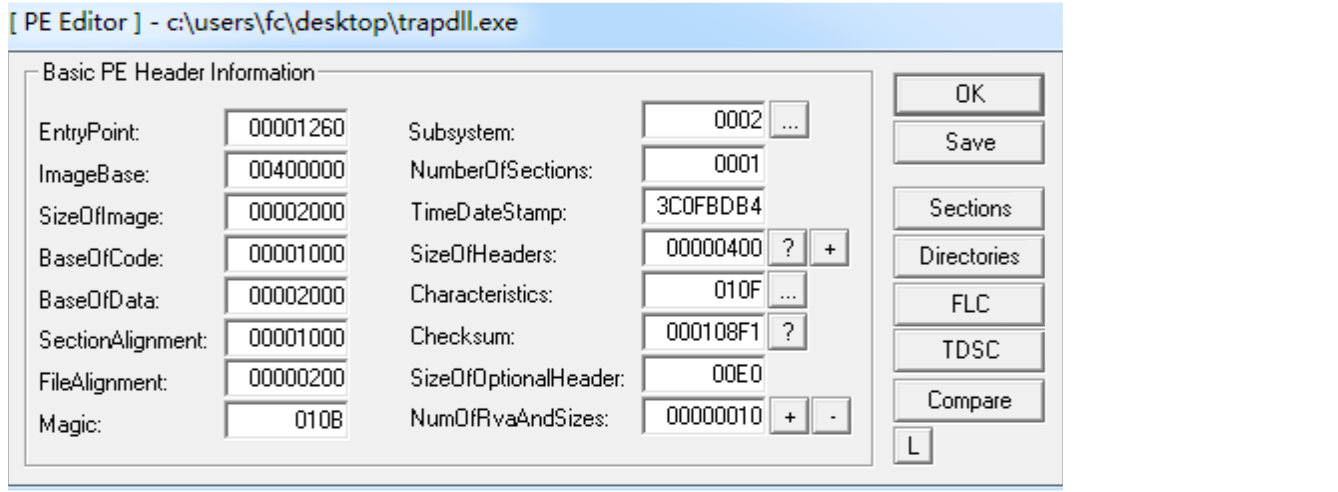 [ PE Editor ] - c:\users\fc\desktop\trapdll.exe
Basic PE Header Information
EntryPoint: 00001260
ImageBase: 00400000
SizeOfImage: 00002000
BaseOfCode: 00001000
BaseOfData: 00002000
SectionAlignment: 00001000
FileAlignment: 00000200
Magic: 010B
Subsystem: 0002 ...
NumberOfSections: 0001
TimeDateStamp: 3C0FBDB4
SizeOfHeaders: 00000400 ? +
Characteristics: 010F ...
Checksum: 000108F1 ?
SizeOfOptionalHeader: 00E0
NumOfRvaAndSizes: 00000010 + -
OK
Save
Sections
Directories
FLC
TDSC
Compare
L